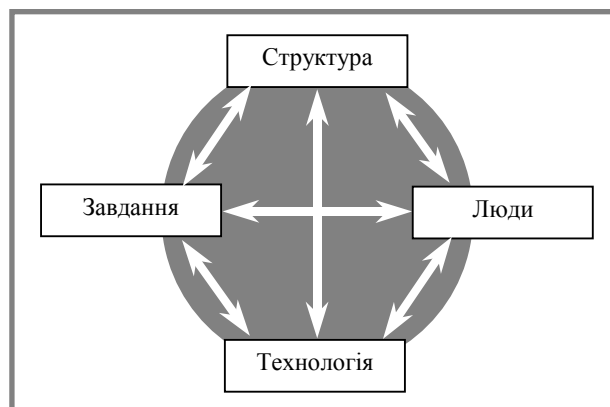 Структура
Завдання
Люди
Технологія